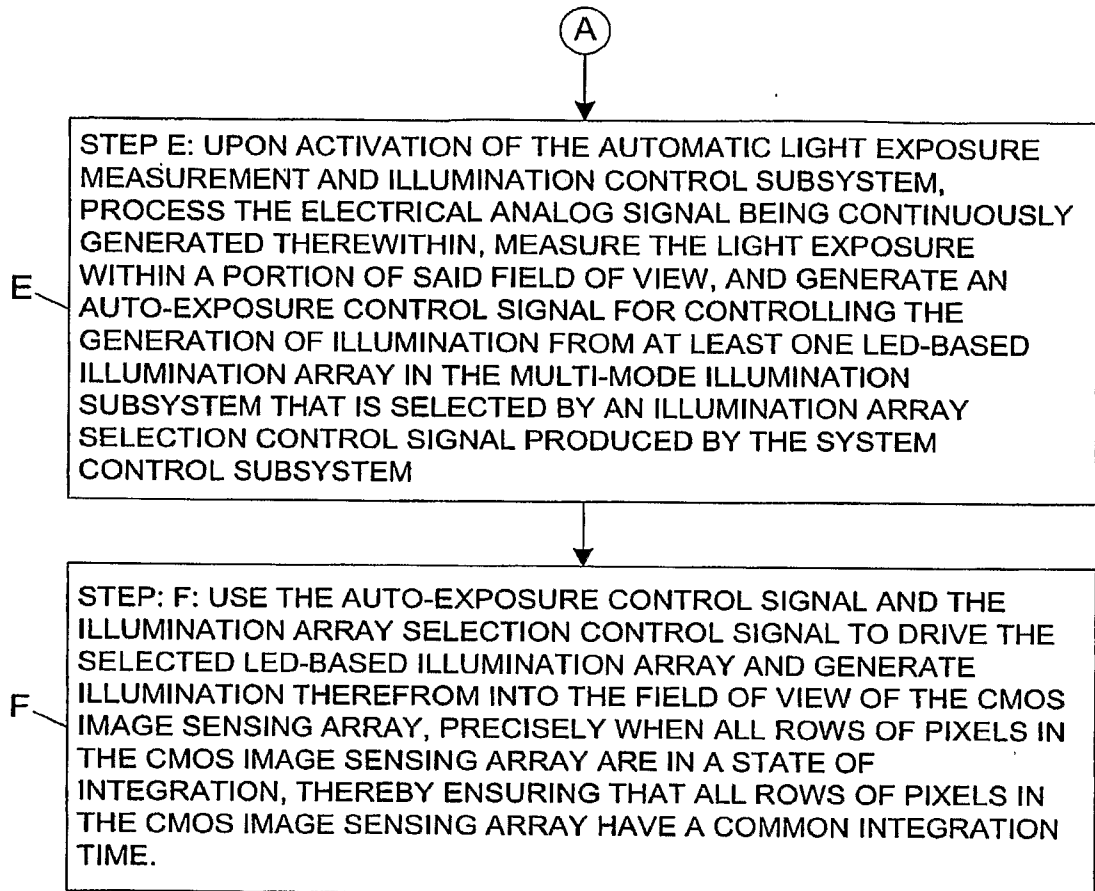 A
STEP E: UPON ACTIVATION OF THE AUTOMATIC LIGHT EXPOSURE
MEASUREMENT AND ILLUMINATION CONTROL SUBSYSTEM,
PROCESS THE ELECTRICAL ANALOG SIGNAL BEING CONTINUOUSLY
GENERATED THEREWITHIN, MEASURE THE LIGHT EXPOSURE
WITHIN A PORTION OF SAID FIELD OF VIEW, AND GENERATE AN
AUTO-EXPOSURE CONTROL SIGNAL FOR CONTROLLING THE
GENERATION OF ILLUMINATION FROM AT LEAST ONE LED-BASED
ILLUMINATION ARRAY IN THE MULTI-MODE ILLUMINATION
SUBSYSTEM THAT IS SELECTED BY AN ILLUMINATION ARRAY
SELECTION CONTROL SIGNAL PRODUCED BY THE SYSTEM
CONTROL SUBSYSTEM
E
STEP: F: USE THE AUTO-EXPOSURE CONTROL SIGNAL AND THE
ILLUMINATION ARRAY SELECTION CONTROL SIGNAL TO DRIVE THE
SELECTED LED-BASED ILLUMINATION ARRAY AND GENERATE
ILLUMINATION THEREFROM INTO THE FIELD OF VIEW OF THE CMOS
IMAGE SENSING ARRAY, PRECISELY WHEN ALL ROWS OF PIXELS IN
THE CMOS IMAGE SENSING ARRAY ARE IN A STATE OF
INTEGRATION, THEREBY ENSURING THAT ALL ROWS OF PIXELS IN
THE CMOS IMAGE SENSING ARRAY HAVE A COMMON INTEGRATION
TIME.
F